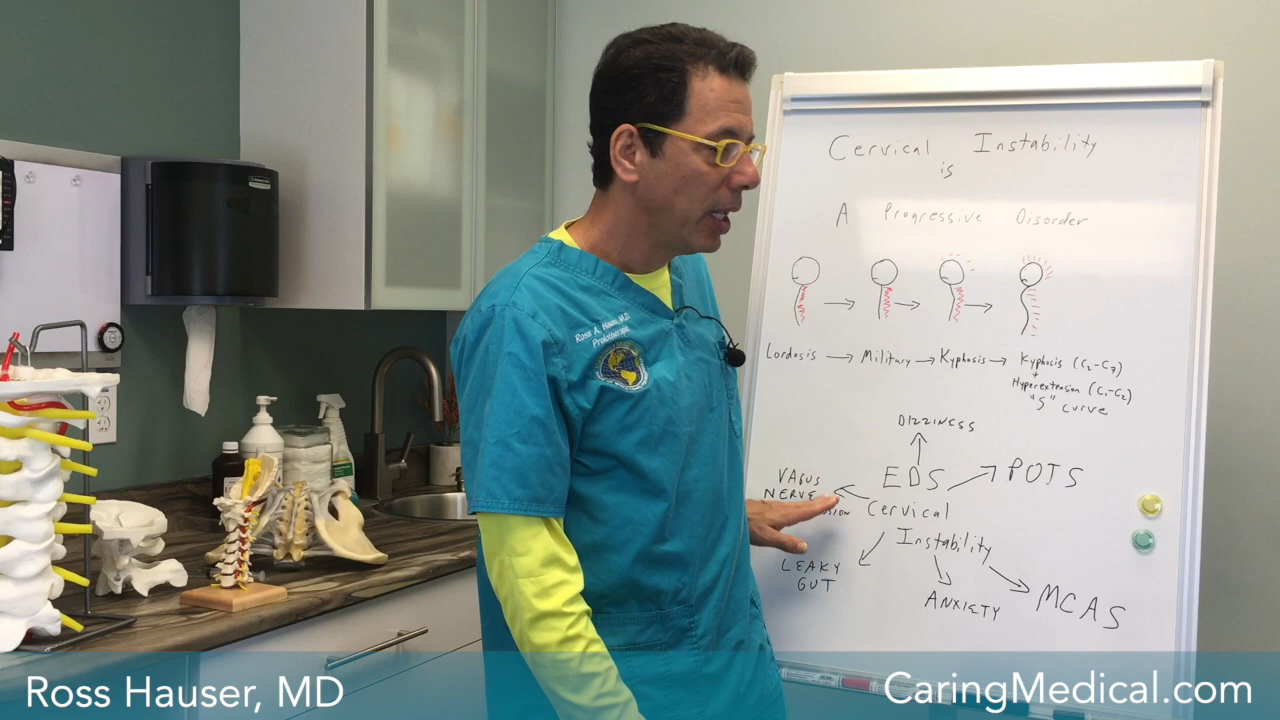 Cervical Instability
is
A Progressive Disorder
Lordosis → Military → Kyphosis → Kyphosis (C2-C7)
+
Hyperextension (C1-C2)
"S" curve
DIZZINESS
EDS
POTS
VAGUS
NERVE
Cervical
Instability
LEAKY
GUT
ANXIETY
MCAS
Ross A. Hauser, M.D.
Prolotherapist
Ross Hauser, MD
CaringMedical.com